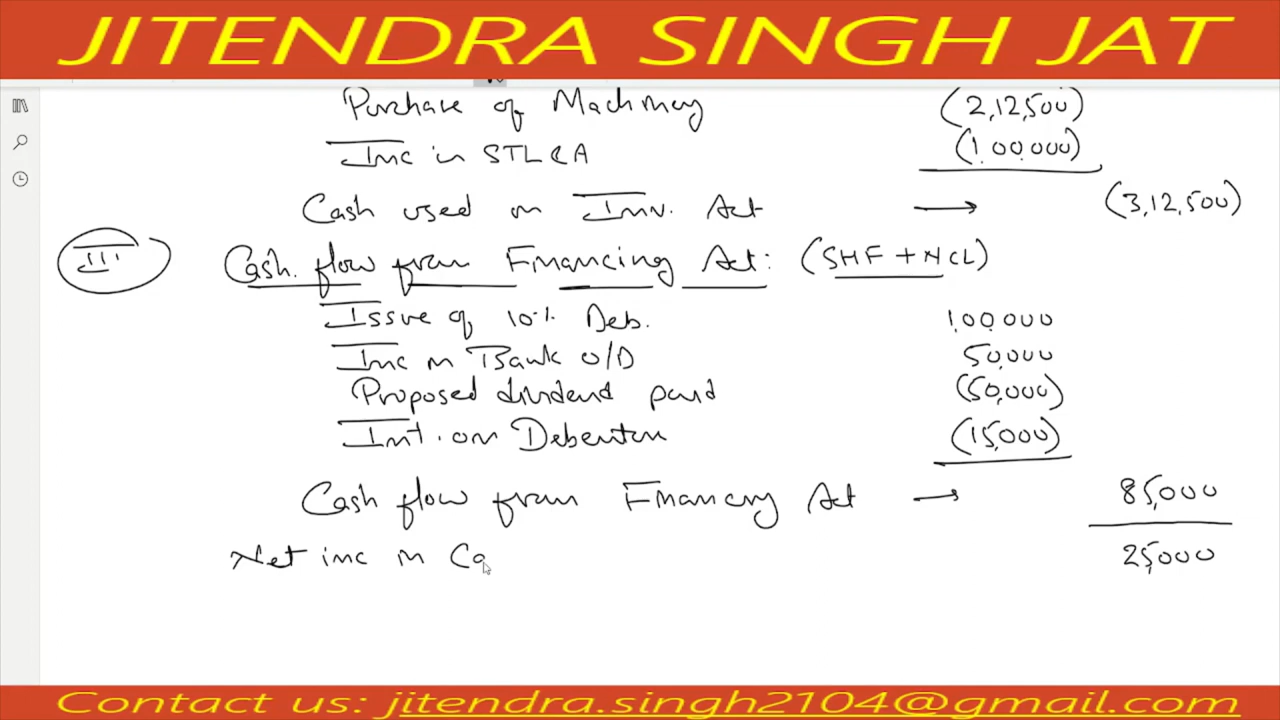 JITENDRA SINGH JAT
Purchase of Machinery (2,12,500)
Inc in STL&A (1,00,000)
Cash used in Inv. Act → (3,12,500)
III Cash flow from Financing Act: (SHF + NCL)
Issue of 10% Deb. 1,00,000
Inc in Bank O/D 50,000
Proposed dividend paid (50,000)
Int. on Debenture (15,000)
Cash flow from Financing Act → 85,000
Net inc in Ca 25,000
Contact us: jitendra.singh2104@gmail.com